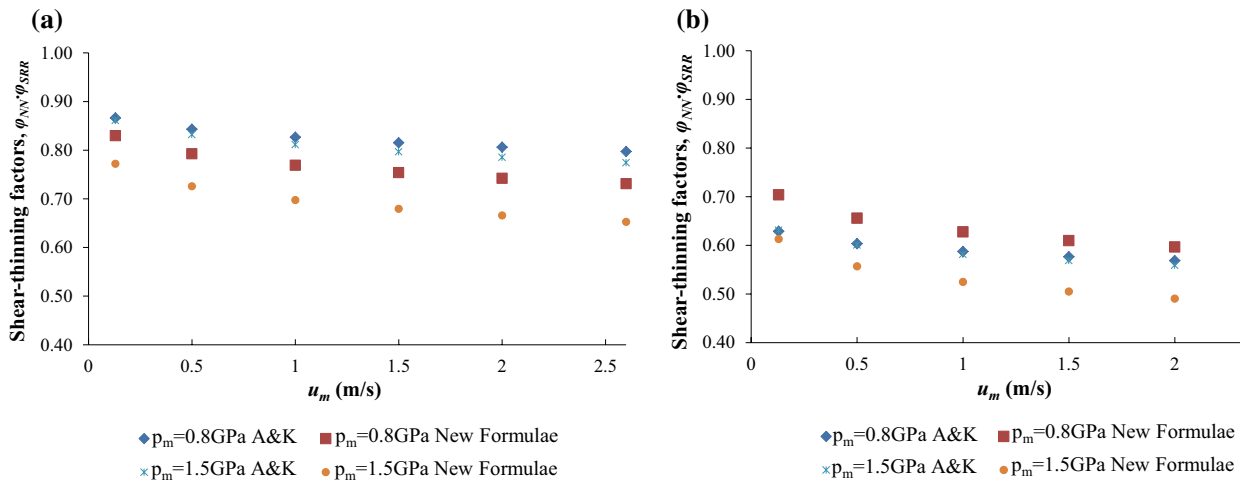 (a)
Shear-thinning factors, φNN·φSRR
1.00
0.90
0.80
0.70
0.60
0.50
0.40
0 0.5 1 1.5 2 2.5
um (m/s)
◆pm=0.8GPa A&K ■pm=0.8GPa New Formulae
pm=1.5GPa A&K ●pm=1.5GPa New Formulae
(b)
Shear-thinning factors, φNN·φSRR
1.00
0.90
0.80
0.70
0.60
0.50
0.40
0 0.5 1 1.5 2
um (m/s)
◆pm=0.8GPa A&K ■pm=0.8GPa New Formulae
pm=1.5GPa A&K ●pm=1.5GPa New Formulae